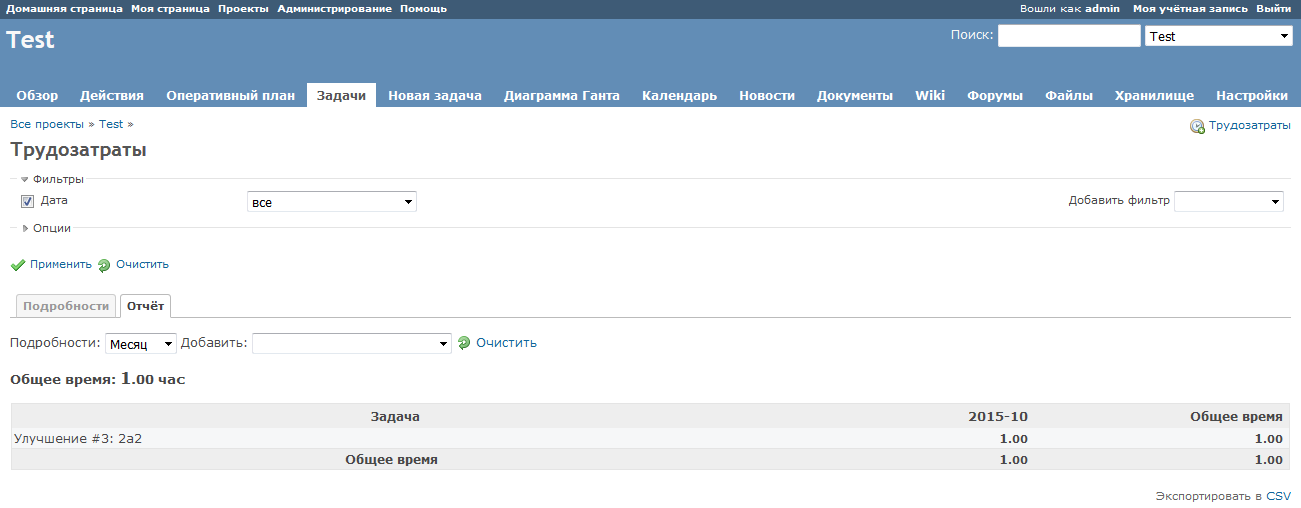 Домашняя страница Моя страница Проекты Администрирование Помощь Вошли как admin Моя учётная запись Выйти
Test Поиск: Test
Обзор Действия Оперативный план Задачи Новая задача Диаграмма Ганта Календарь Новости Документы Wiki Форумы Файлы Хранилище Настройки
Все проекты » Test » Трудозатраты
Трудозатраты
Фильтры
Дата все Добавить фильтр
Опции
Применить Очистить
Подробности Отчёт
Подробности: Месяц Добавить: Очистить
Общее время: 1.00 час
Задача 2015-10 Общее время
Улучшение #3: 2a2 1.00 1.00
Общее время 1.00 1.00
Экспортировать в CSV